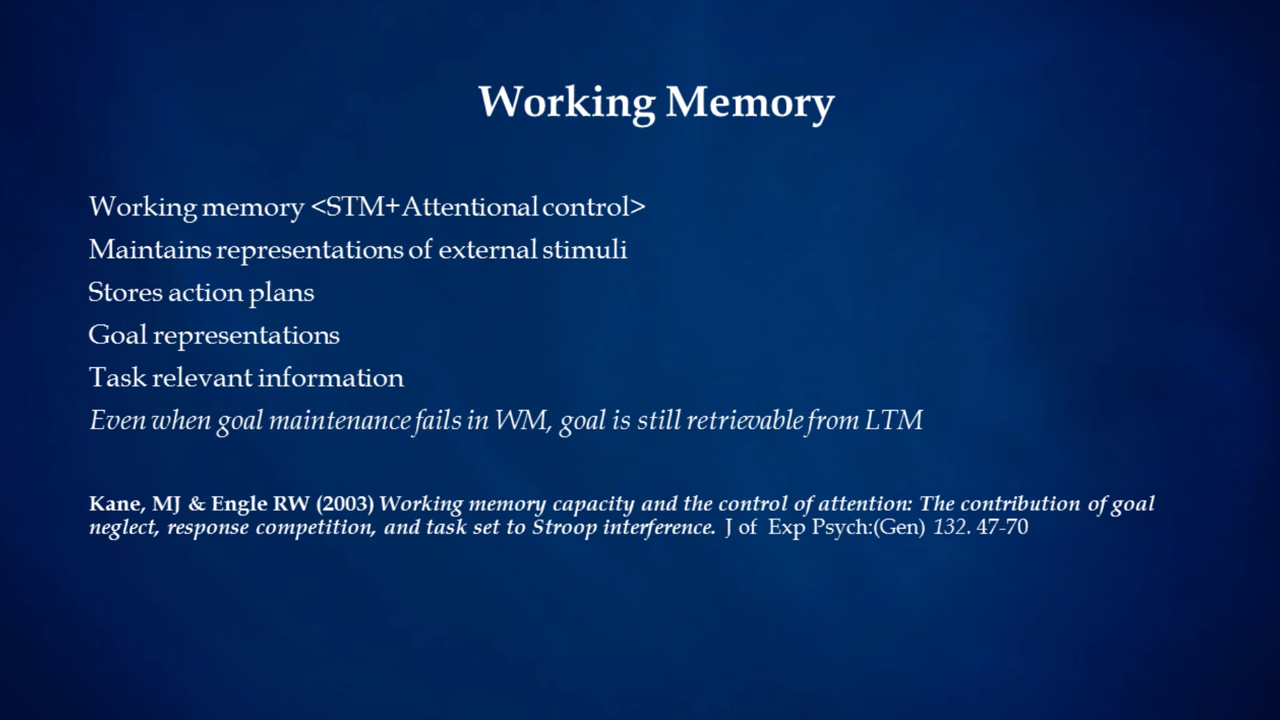 Working Memory
Working memory <STM+Attentional control>
Maintains representations of external stimuli
Stores action plans
Goal representations
Task relevant information
Even when goal maintenance fails in WM, goal is still retrievable from LTM
Kane, MJ & Engle RW (2003) Working memory capacity and the control of attention: The contribution of goal
neglect, response competition, and task set to Stroop interference. J of Exp Psych:(Gen) 132. 47-70